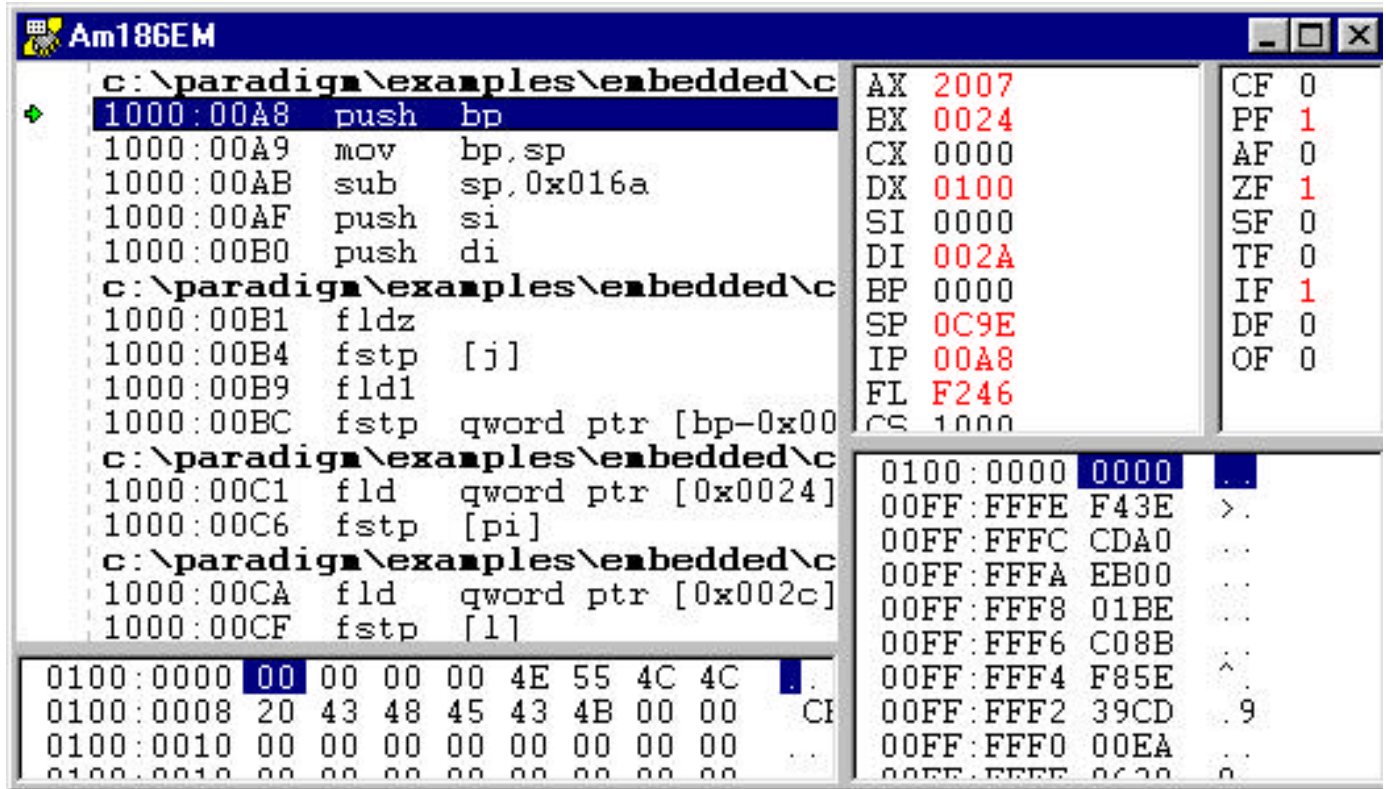 Am186EM
c:\paradigm\examples\embedded\c
1000:00A8 push bp
1000:00A9 mov bp,sp
1000:00AB sub sp,0x016a
1000:00AF push si
1000:00B0 push di
c:\paradigm\examples\embedded\c
1000:00B1 fldz
1000:00B4 fstp [j]
1000:00B9 fld1
1000:00BC fstp qword ptr [bp-0x00
c:\paradigm\examples\embedded\c
1000:00C1 fld qword ptr [0x0024]
1000:00C6 fstp [pi]
c:\paradigm\examples\embedded\c
1000:00CA fld qword ptr [0x002c]
1000:00CF fstp [l]
AX 2007
BX 0024
CX 0000
DX 0100
SI 0000
DI 002A
BP 0000
SP 0C9E
IP 00A8
FL F246
CS 1000
CF 0
PF 1
AF 0
ZF 1
SF 0
TF 0
IF 1
DF 0
OF 0
0100:0000 00 00 00 00 4E 55 4C 4C ..
0100:0008 20 43 48 45 43 4B 00 00 CH
0100:0010 00 00 00 00 00 00 00 00 ..
0100:0000 0000 ..
00FF:FFFE F43E >.
00FF:FFFC CDA0 ..
00FF:FFFA EB00 ..
00FF:FFF8 01BE ..
00FF:FFF6 C08B ..
00FF:FFF4 F85E ^.
00FF:FFF2 39CD .9
00FF:FFF0 00EA ..